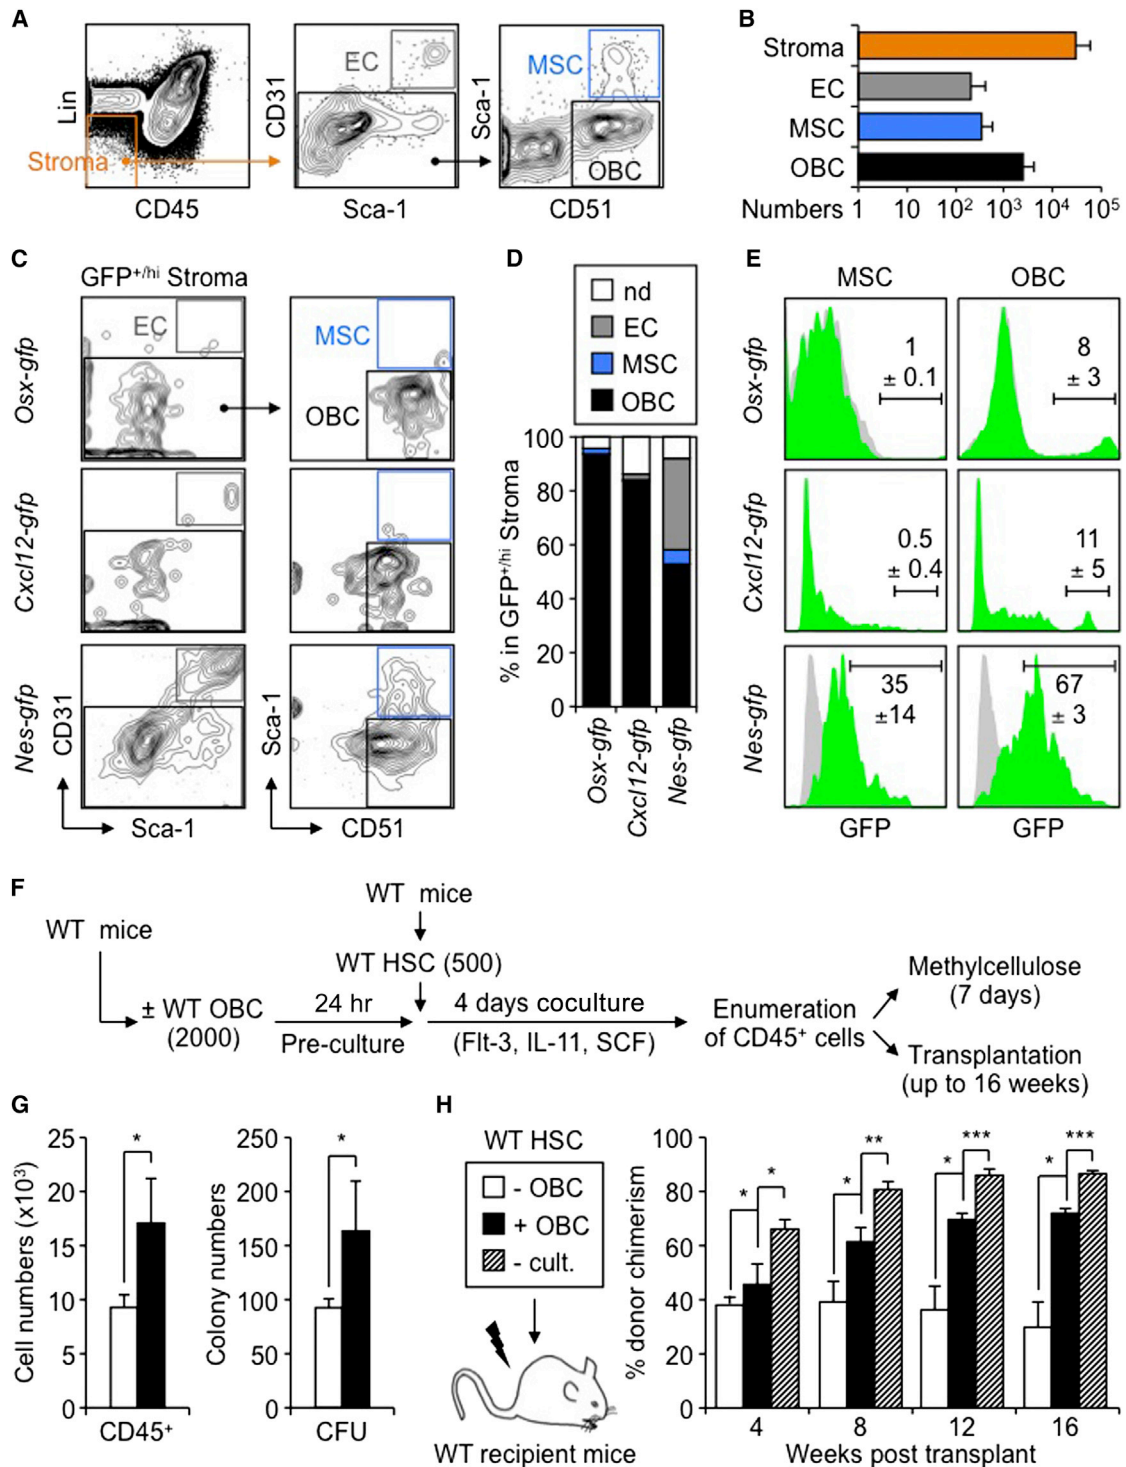 A
Lin
Stroma
CD45
CD31
EC
Sca-1
Sca-1
MSC
OBC
CD51
B
Stroma
EC
MSC
OBC
Numbers
1 10 10² 10³ 10⁴ 10⁵
C
GFP⁺/ʰⁱ Stroma
Osx-gfp
EC
MSC
OBC
Cxcl12-gfp
Nes-gfp
CD31
Sca-1
Sca-1
CD51
D
nd
EC
MSC
OBC
% in GFP⁺/ʰⁱ Stroma
100
80
60
40
20
0
Osx-gfp
Cxcl12-gfp
Nes-gfp
E
MSC OBC
Osx-gfp
1
± 0.1
8
± 3
Cxcl12-gfp
0.5
± 0.4
11
± 5
Nes-gfp
35
±14
67
± 3
GFP GFP
F
WT mice
WT mice
WT HSC (500)
± WT OBC
(2000)
24 hr
Pre-culture
4 days coculture
(Flt-3, IL-11, SCF)
Enumeration
of CD45⁺ cells
Methylcellulose
(7 days)
Transplantation
(up to 16 weeks)
G
Cell numbers (x10³)
25
20
15
10
5
0
*
CD45⁺
Colony numbers
250
200
150
100
50
0
*
CFU
H
WT HSC
- OBC
+ OBC
- cult.
WT recipient mice
% donor chimerism
100
80
60
40
20
0
* *
* **
* ***
* ***
4 8 12 16
Weeks post transplant